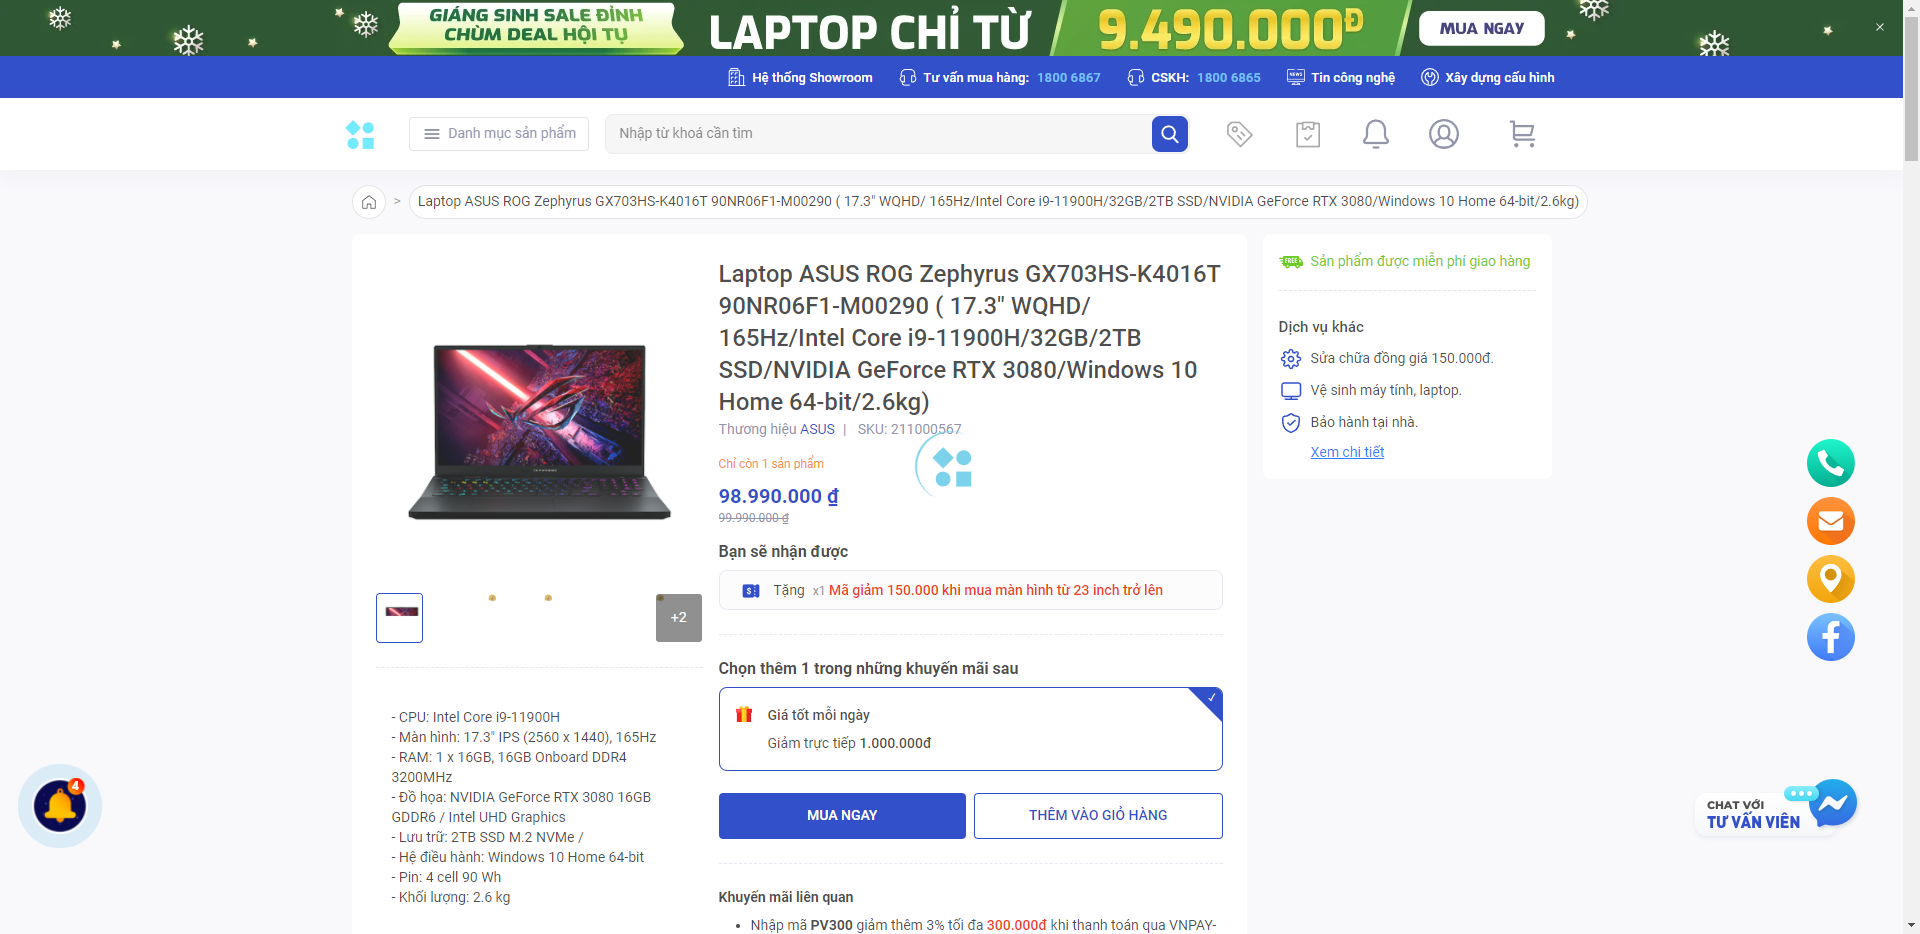 GIÁNG SINH SALE ĐỈNH
CHÙM DEAL HỘI TỤ
LAPTOP CHỈ TỪ
9.490.000Đ
MUA NGAY
Hệ thống Showroom
Tư vấn mua hàng: 1800 6867
CSKH: 1800 6865
Tin công nghệ
Xây dựng cấu hình
Danh mục sản phẩm
Nhập từ khoá cần tìm
> Laptop ASUS ROG Zephyrus GX703HS-K4016T 90NR06F1-M00290 ( 17.3" WQHD/ 165Hz/Intel Core i9-11900H/32GB/2TB SSD/NVIDIA GeForce RTX 3080/Windows 10 Home 64-bit/2.6kg)
Laptop ASUS ROG Zephyrus GX703HS-K4016T
90NR06F1-M00290 ( 17.3" WQHD/
165Hz/Intel Core i9-11900H/32GB/2TB
SSD/NVIDIA GeForce RTX 3080/Windows 10
Home 64-bit/2.6kg)
Thương hiệu ASUS | SKU: 211000567
Chỉ còn 1 sản phẩm
98.990.000 ₫
99.990.000 ₫
Bạn sẽ nhận được
Tặng x1 Mã giảm 150.000 khi mua màn hình từ 23 inch trở lên
+2
Chọn thêm 1 trong những khuyến mãi sau
Giá tốt mỗi ngày
Giảm trực tiếp 1.000.000đ
MUA NGAY
THÊM VÀO GIỎ HÀNG
Khuyến mãi liên quan
• Nhập mã PV300 giảm thêm 3% tối đa 300.000đ khi thanh toán qua VNPAY-
- CPU: Intel Core i9-11900H
- Màn hình: 17.3" IPS (2560 x 1440), 165Hz
- RAM: 1 x 16GB, 16GB Onboard DDR4
3200MHz
- Đồ họa: NVIDIA GeForce RTX 3080 16GB
GDDR6 / Intel UHD Graphics
- Lưu trữ: 2TB SSD M.2 NVMe /
- Hệ điều hành: Windows 10 Home 64-bit
- Pin: 4 cell 90 Wh
- Khối lượng: 2.6 kg
FREE
Sản phẩm được miễn phí giao hàng
Dịch vụ khác
Sửa chữa đồng giá 150.000đ.
Vệ sinh máy tính, laptop.
Bảo hành tại nhà.
Xem chi tiết
4
CHAT VỚI
TƯ VẤN VIÊN